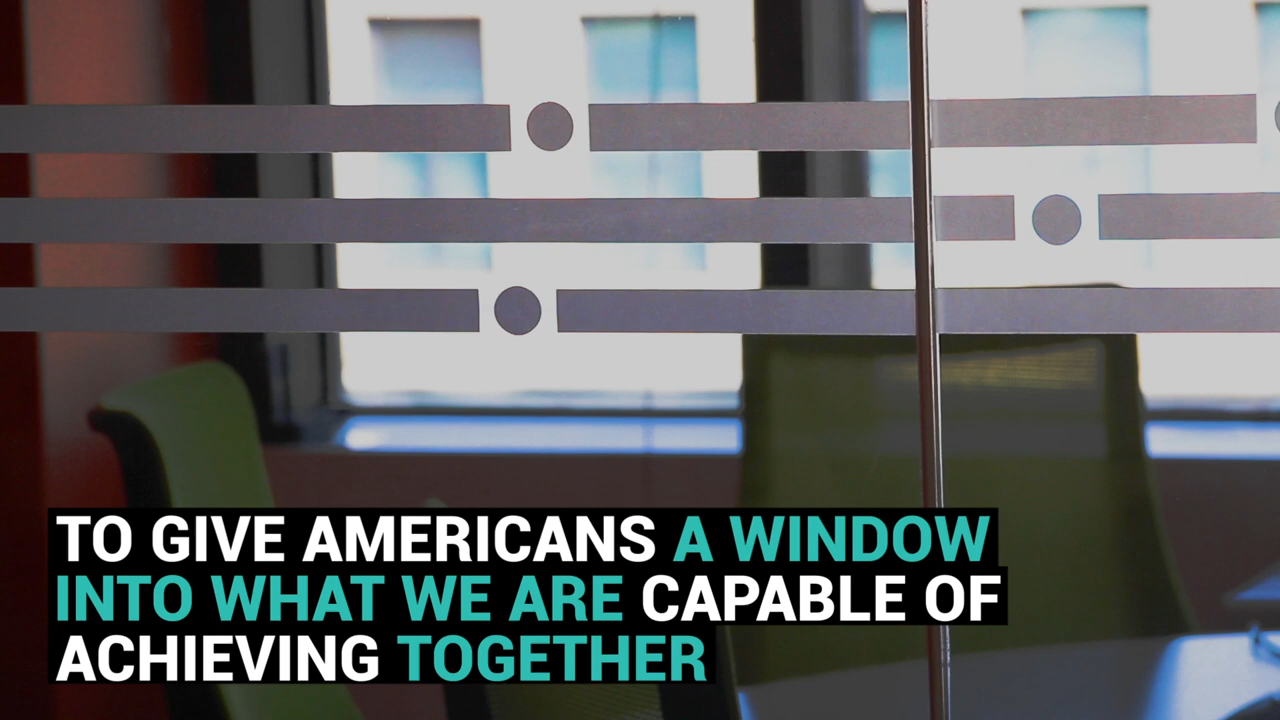 TO GIVE AMERICANS A WINDOW
INTO WHAT WE ARE CAPABLE OF
ACHIEVING TOGETHER